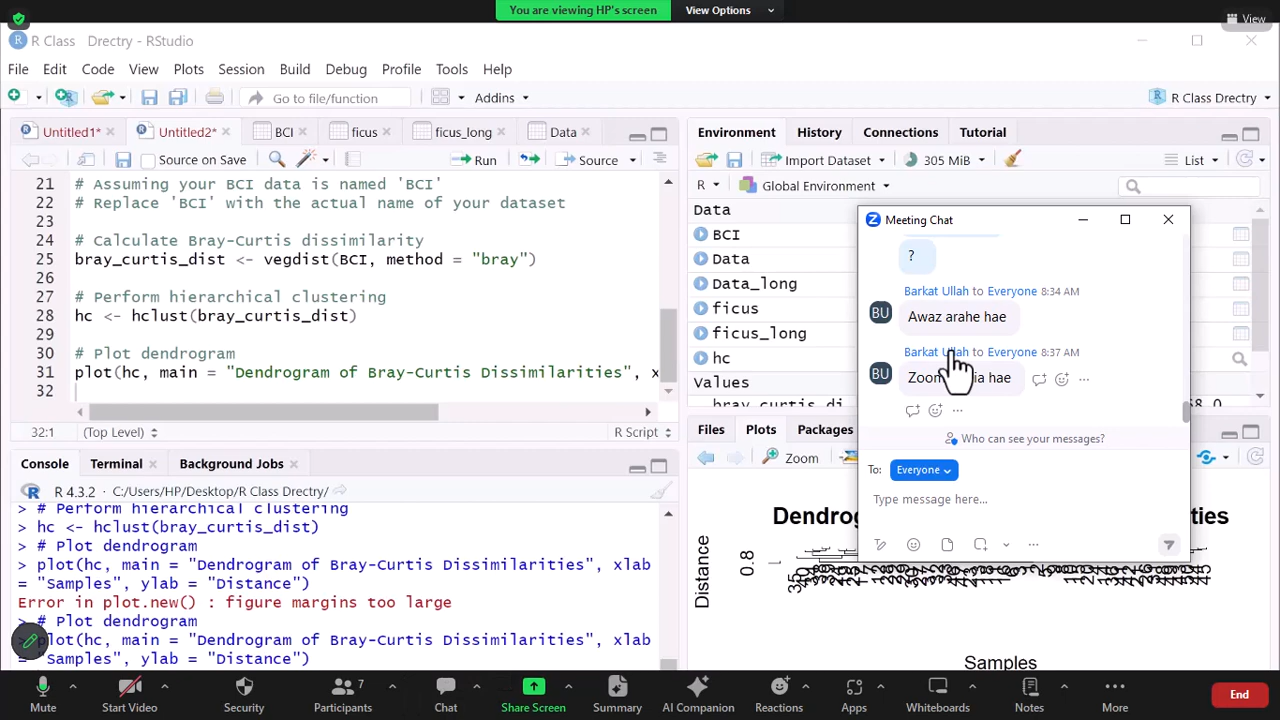 You are viewing HP's screen
View Options
View
R Class Drectry - RStudio
File Edit Code View Plots Session Build Debug Profile Tools Help
Go to file/function
Addins
R Class Drectry
Untitled1*
Untitled2*
BCI
ficus
ficus_long
Data
Source on Save
Run
Source
21 # Assuming your BCI data is named 'BCI'
22 # Replace 'BCI' with the actual name of your dataset
23
24 # Calculate Bray-Curtis dissimilarity
25 bray_curtis_dist <- vegdist(BCI, method = "bray")
26
27 # Perform hierarchical clustering
28 hc <- hclust(bray_curtis_dist)
29
30 # Plot dendrogram
31 plot(hc, main = "Dendrogram of Bray-Curtis Dissimilarities", x
32
32:1 (Top Level)
R Script
Console Terminal Background Jobs
R 4.3.2 . C:/Users/HP/Desktop/R Class Drectry/
> # Perform hierarchical clustering
> hc <- hclust(bray_curtis_dist)
> # Plot dendrogram
> plot(hc, main = "Dendrogram of Bray-Curtis Dissimilarities", xlab
= "Samples", ylab = "Distance")
Error in plot.new() : figure margins too large
> # Plot dendrogram
plot(hc, main = "Dendrogram of Bray-Curtis Dissimilarities", xlab
"Samples", ylab = "Distance")
Environment History Connections Tutorial
Import Dataset
305 MiB
List
R
Global Environment
Data
BCI
Data
Data_long
ficus
ficus_long
hc
Values
Files Plots Packages
Zoom
Distance
0.8
Samples
Meeting Chat
?
Barkat Ullah to Everyone 8:34 AM
BU
Awaz arahe hae
Barkat Ullah to Everyone 8:37 AM
BU
Zoom hae
Who can see your messages?
To: Everyone
Type message here...
Mute
Start Video
Security
7
Participants
Chat
Share Screen
Summary
AI Companion
Reactions
Apps
Whiteboards
Notes
More
End